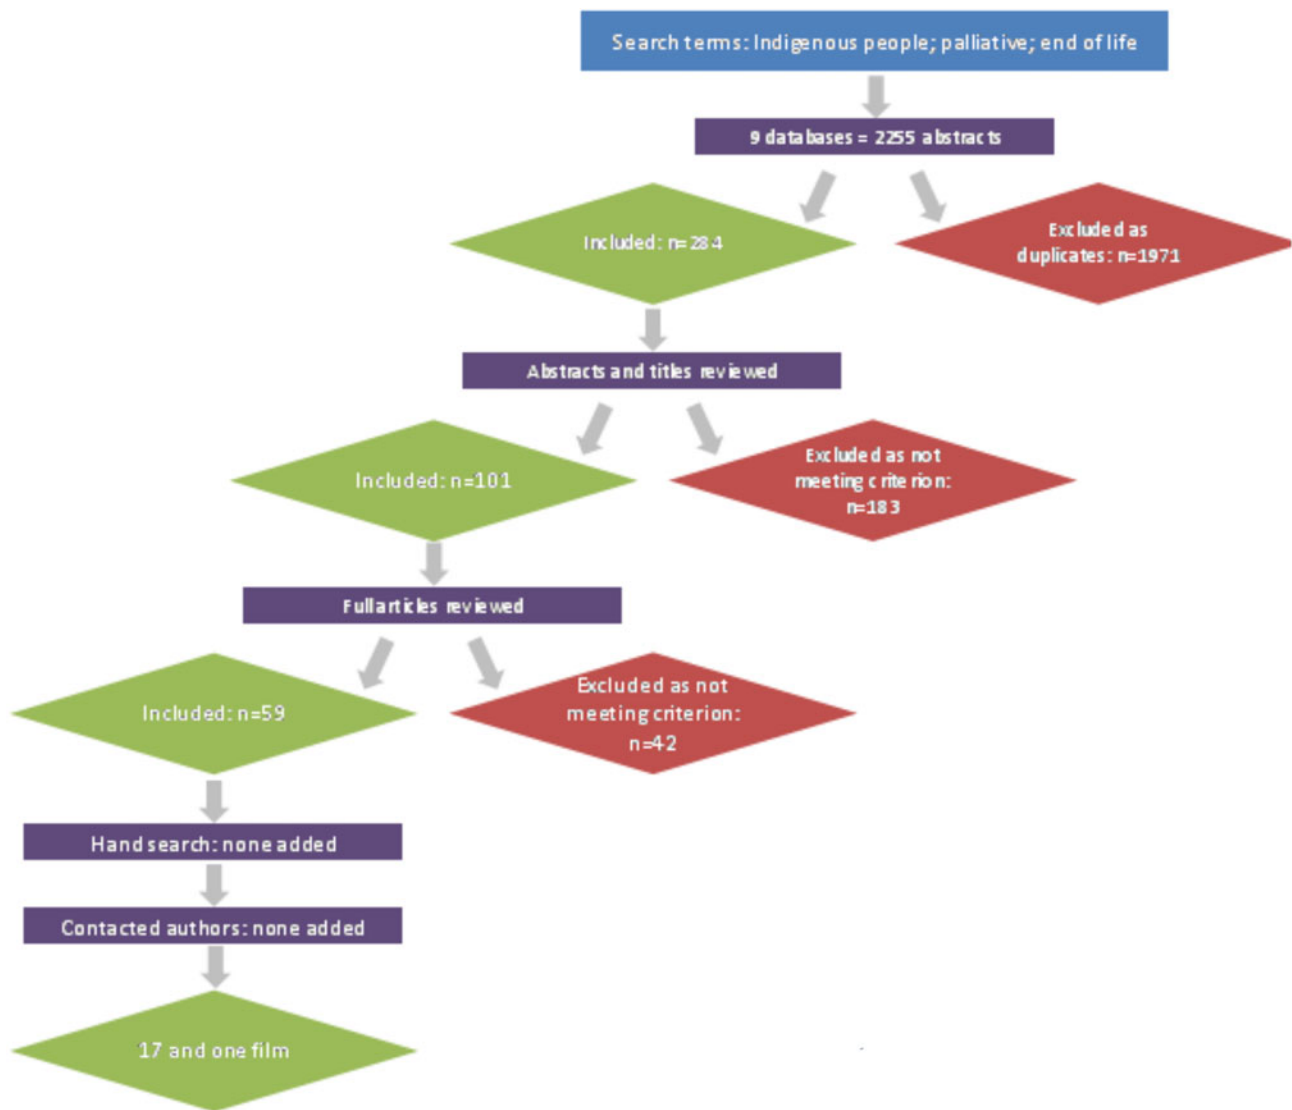 Search terms: Indigenous people; palliative; end of life
9 databases = 2255 abstracts
Included: n=284
Excluded as
duplicates: n=1971
Abstracts and titles reviewed
Included: n=101
Excluded as not
meeting criterion:
n=183
Full articles reviewed
Included: n=59
Excluded as not
meeting criterion:
n=42
Hand search: none added
Contacted authors: none added
17 and one film